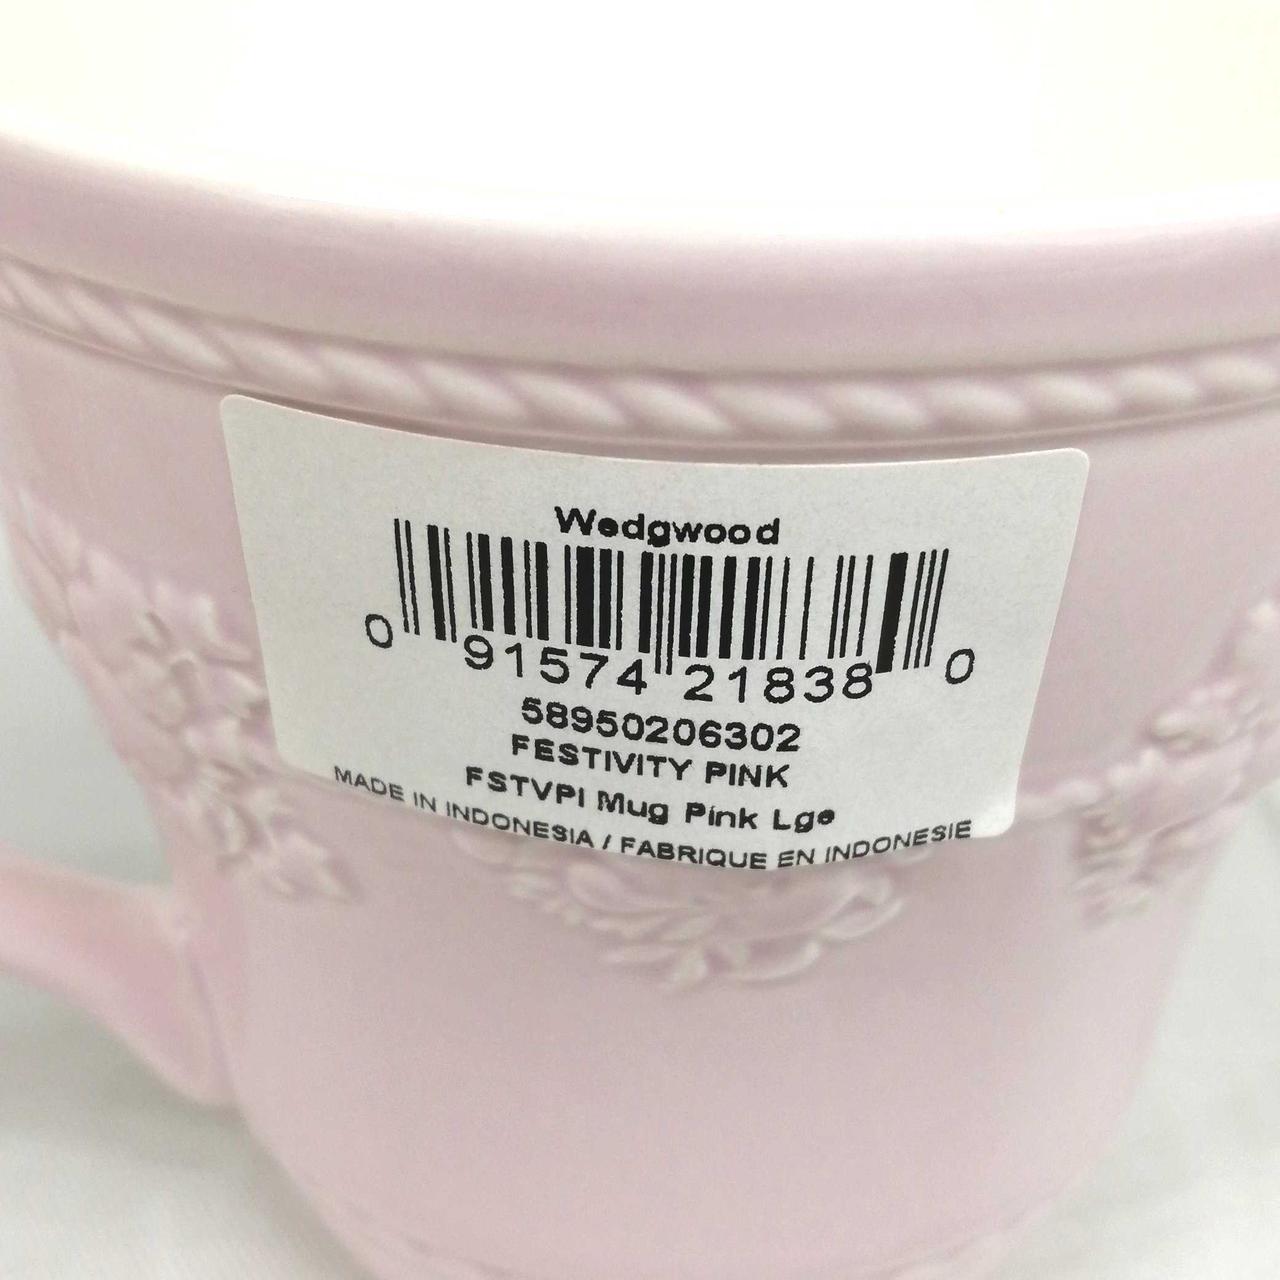 Wedgwood
0 91574 21838 0
58950206302
FESTIVITY PINK
FSTVPI Mug Pink Lge
MADE IN INDONESIA / FABRIQUE EN INDONESIE